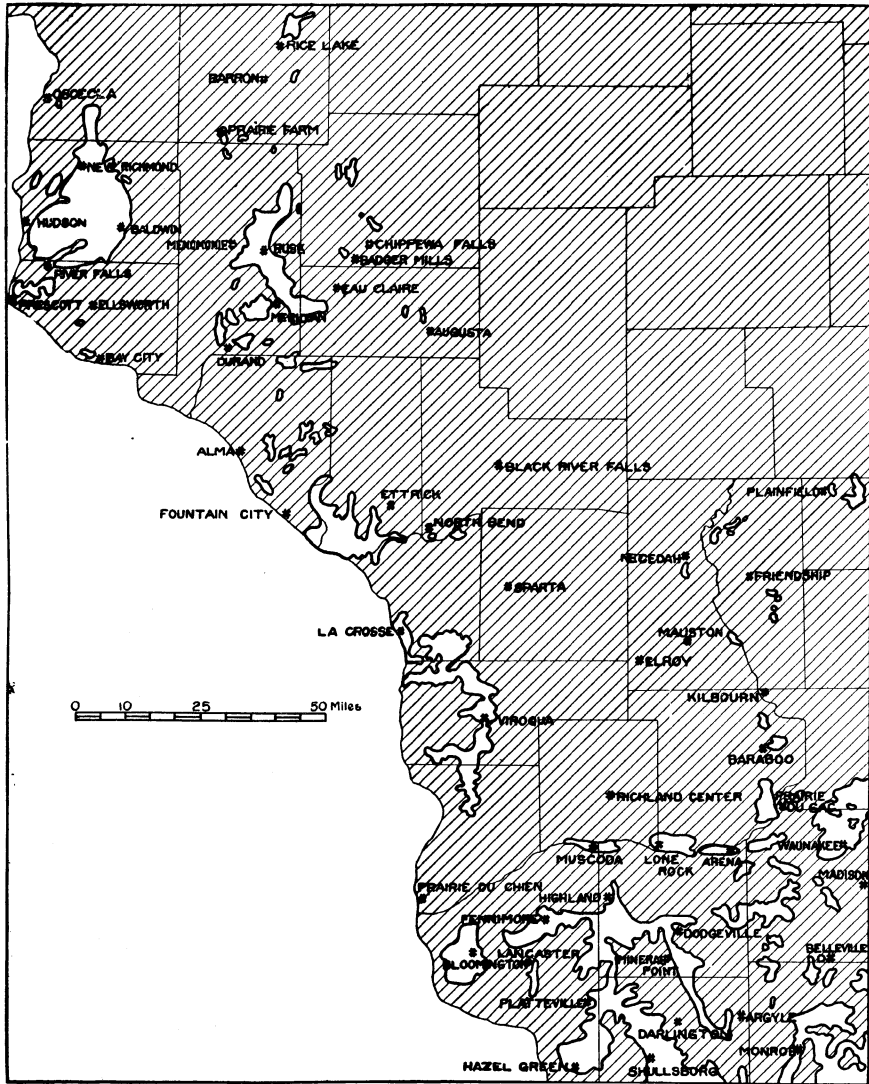 RICE LAKE
BARRON
OSCEOLA
PRAIRIE FARM
NEW RICHMOND
HUDSON
BALDWIN
MENOMONIE
RUSK
CHIPPEWA FALLS
BADGER MILLS
RIVER FALLS
EAU CLAIRE
PRESCOTT
ELLSWORTH
MERIDEAN
AUGUSTA
BAY CITY
DURAND
ALMA
BLACK RIVER FALLS
ETTRICK
PLAINFIELD
FOUNTAIN CITY
NORTH BEND
NECEDAH
FRIENDSHIP
SPARTA
LA CROSSE
MAUSTON
ELROY
KILBOURN
0 10 25 50 Miles
VIROQUA
BARABOO
RICHLAND CENTER
PRAIRIE
DU SAC
WAUNAKEE
MUSCODA
LONE
ROCK
ARENA
MADISON
PRAIRIE DU CHIEN
HIGHLAND
FENNIMORE
DODGEVILLE
LANCASTER
BELLEVILLE
BLOOMINGTON
MINERAL
POINT
PLATTEVILLE
ARGYLE
DARLINGTON
MONROE
HAZEL GREEN
SHULLSBURG